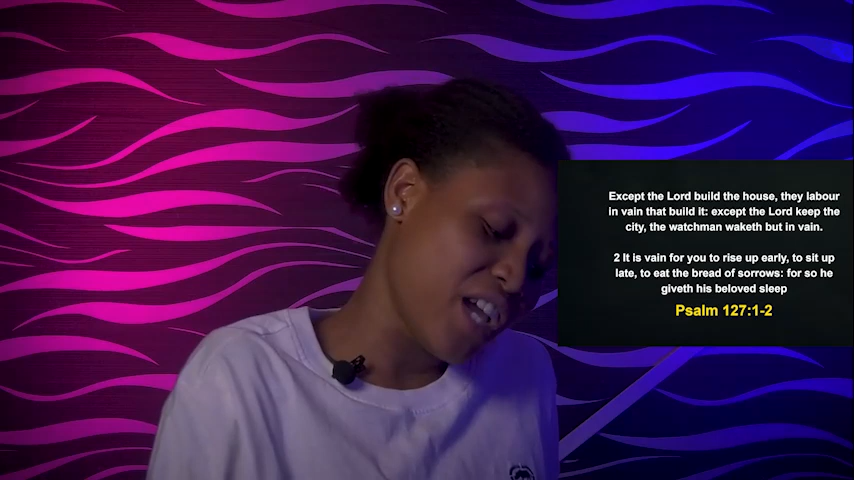 Except the Lord build the house, they labour
in vain that build it: except the Lord keep the
city, the watchman waketh but in vain.
2 It is vain for you to rise up early, to sit up
late, to eat the bread of sorrows: for so he
giveth his beloved sleep
Psalm 127:1-2